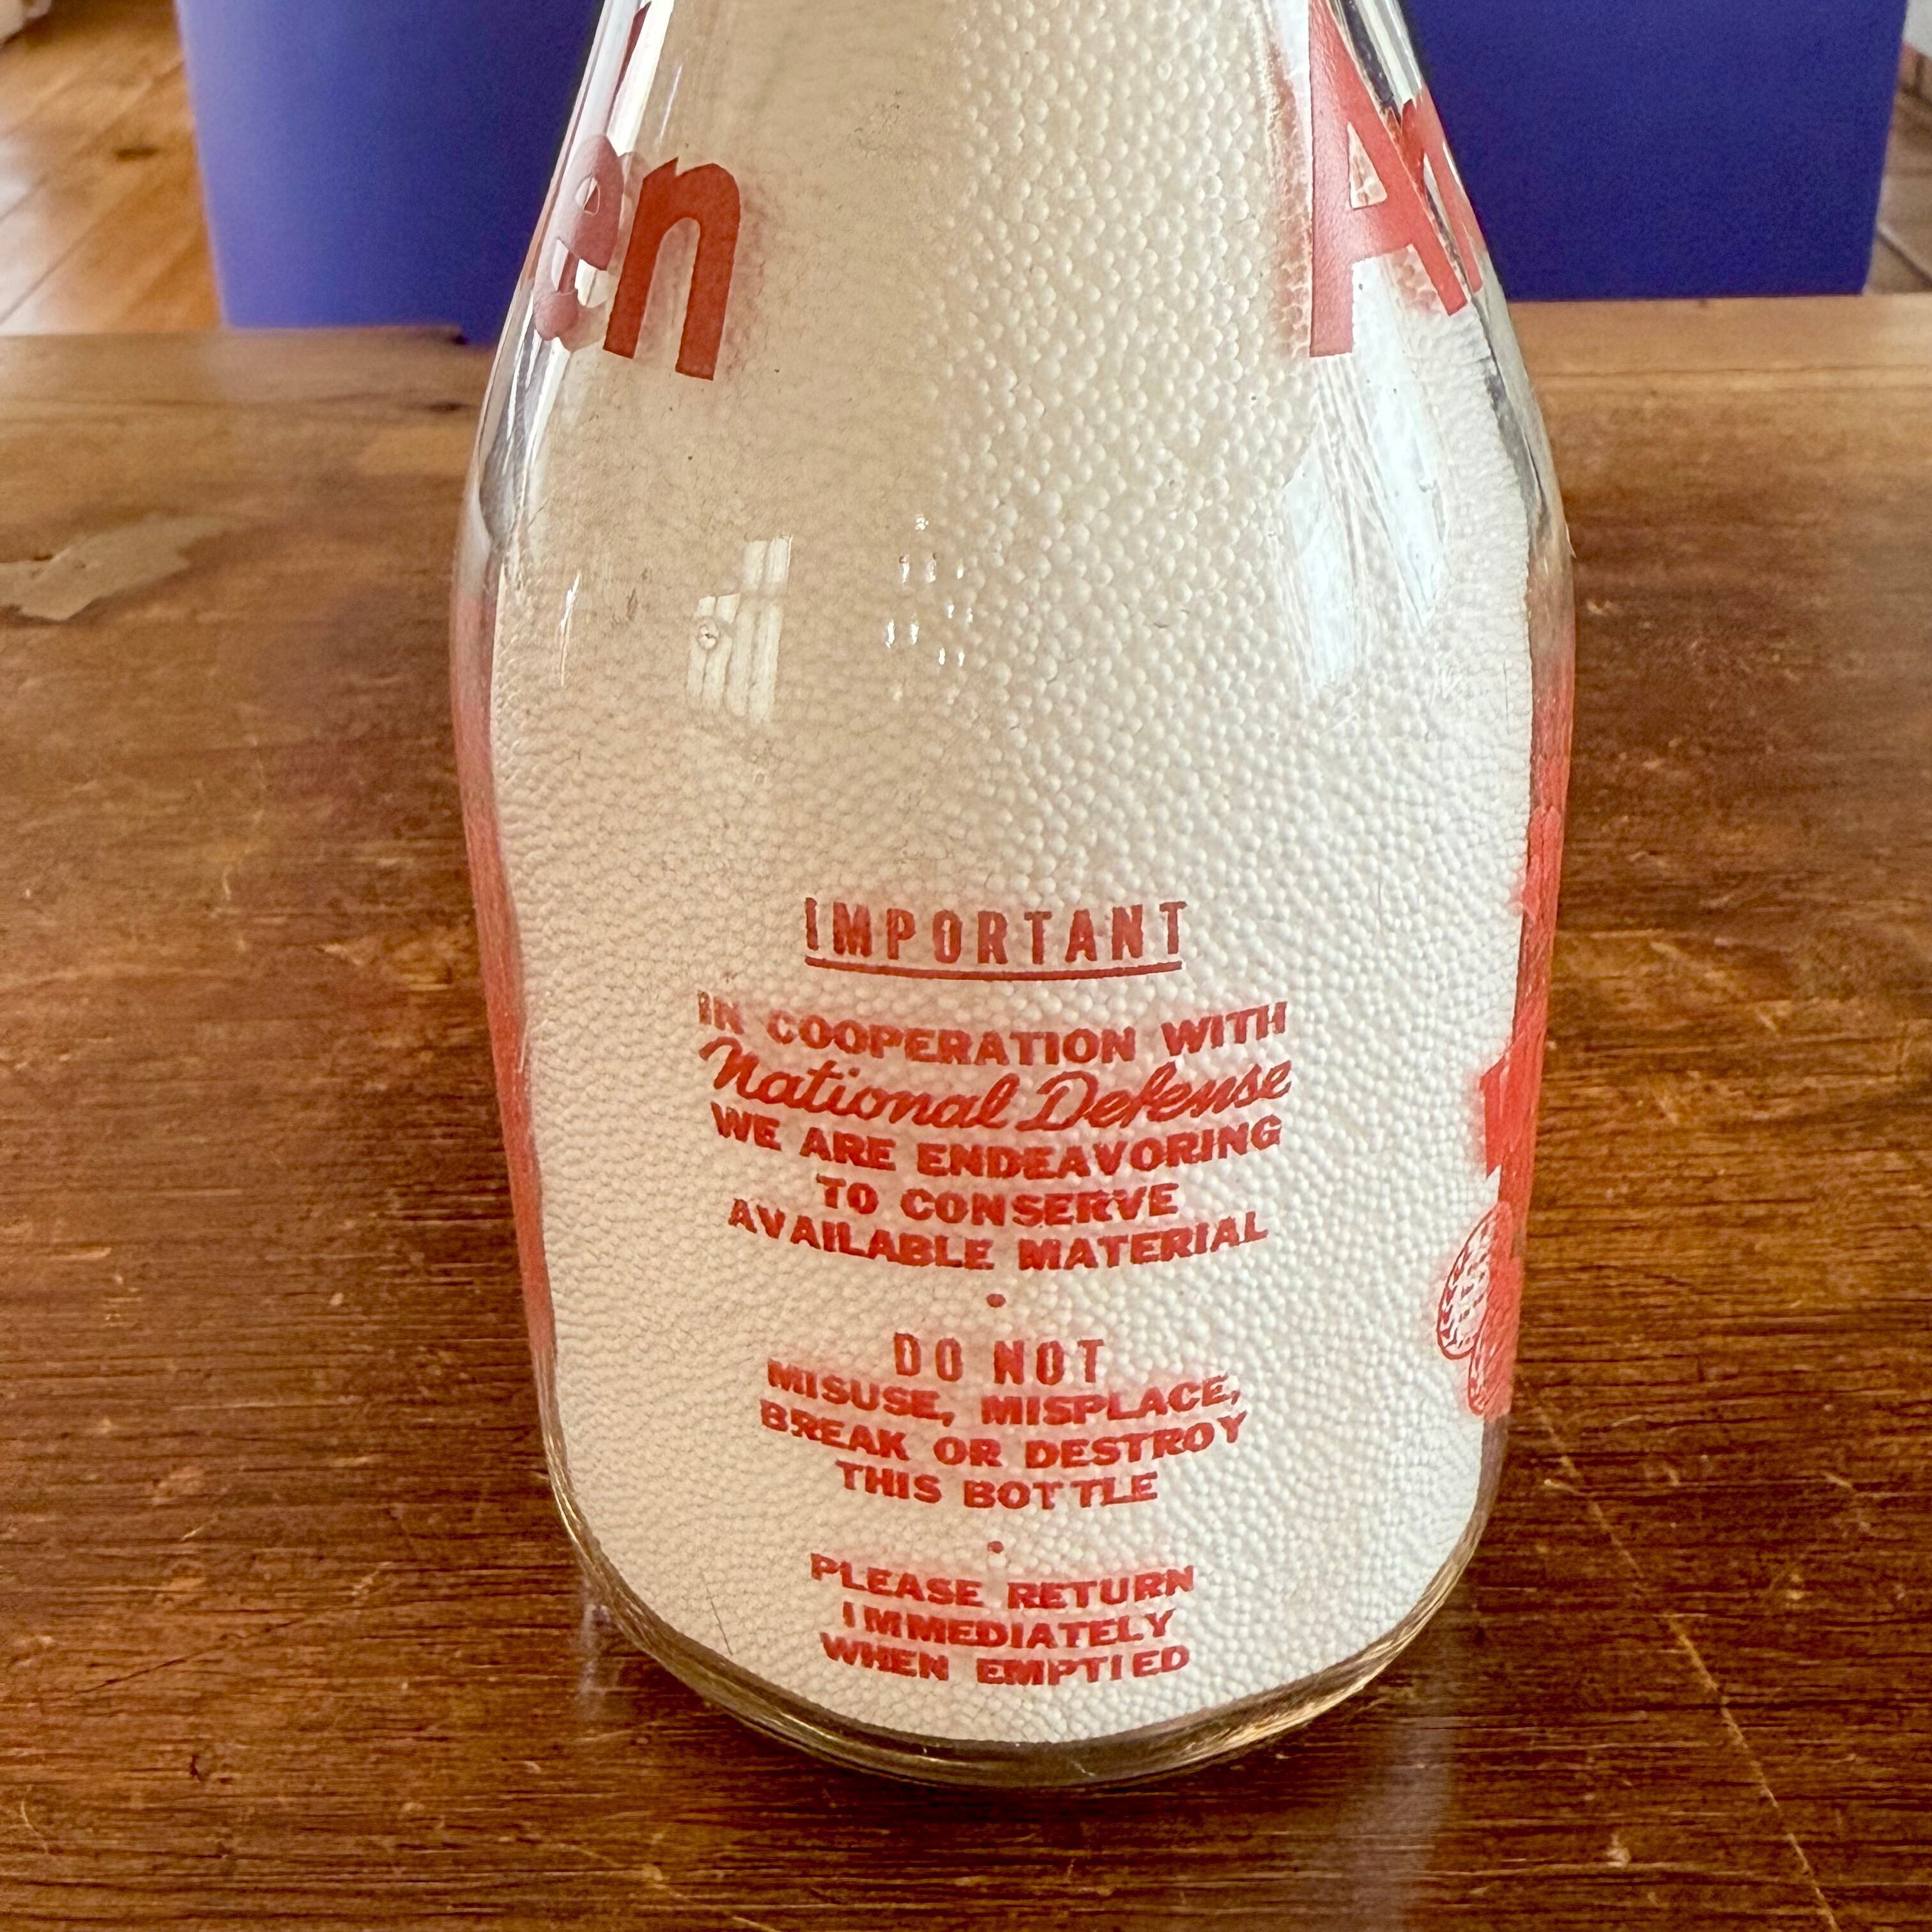 en A
IMPORTANT
IN COOPERATION WITH
National Defense
WE ARE ENDEAVORING
TO CONSERVE
AVAILABLE MATERIAL
•
DO NOT
MISUSE, MISPLACE,
BREAK OR DESTROY
THIS BOTTLE
•
PLEASE RETURN
IMMEDIATELY
WHEN EMPTIED